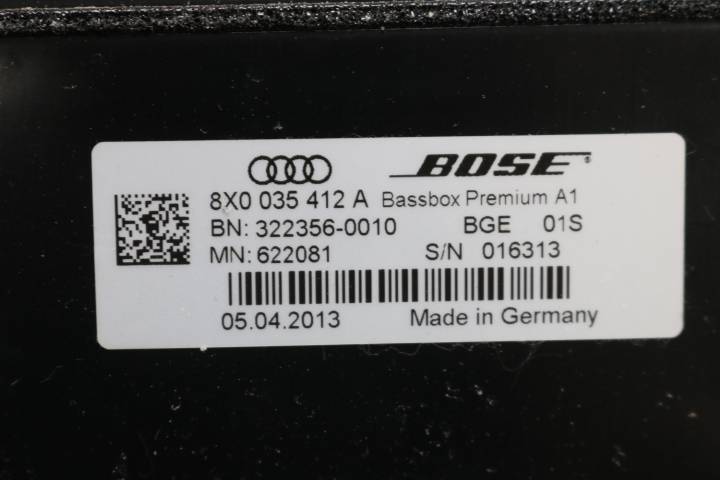 BOSE®
8X0 035 412 A Bassbox Premium A1
BN: 322356-0010 BGE 01S
MN: 622081 S/N 016313
05.04.2013 Made in Germany